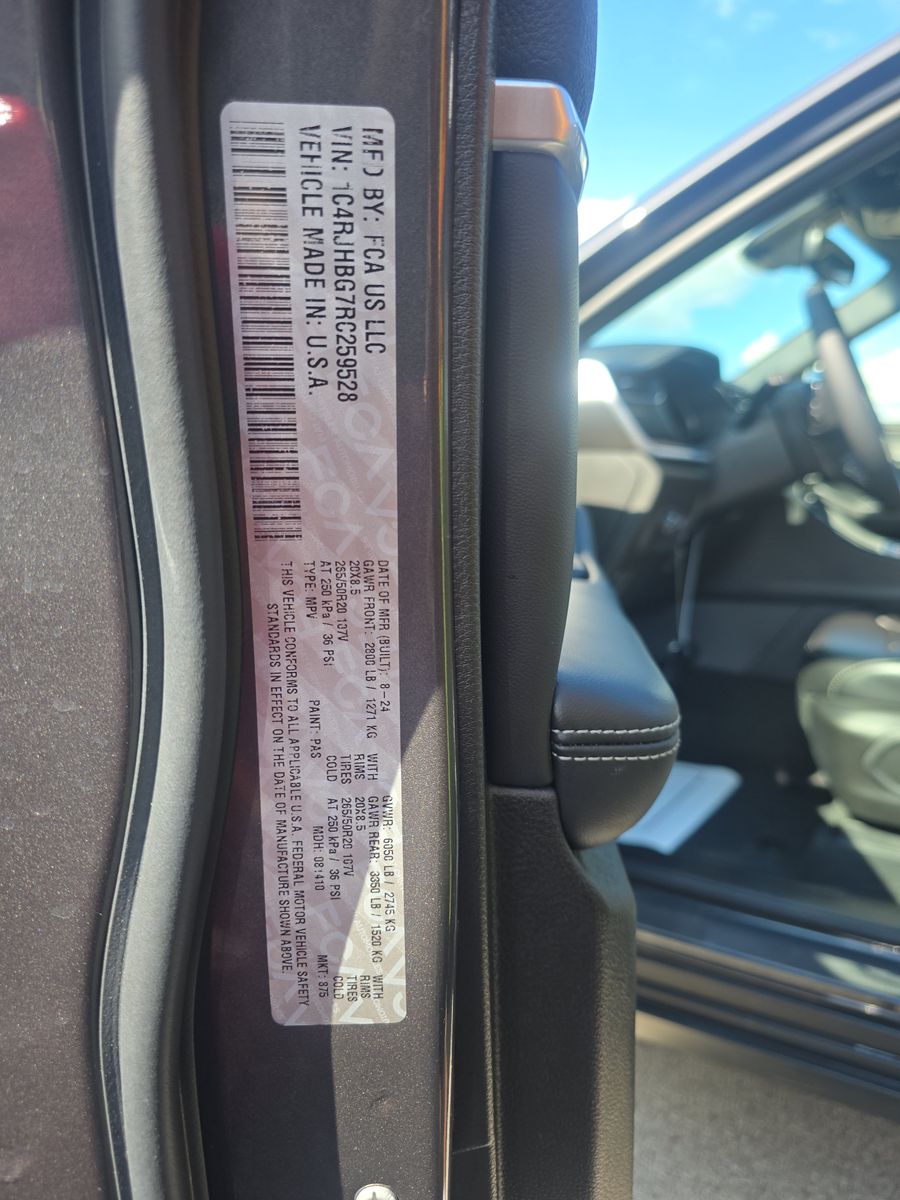 MFD BY: FCA US LLC
VIN: 1C4RJHBG7RC259528
VEHICLE MADE IN: U.S.A.
DATE OF MFR (BUILT): 8-24 GVWR: 6050 LB / 2745 KG
GAWR FRONT: 2800 LB / 1271 KG WITH GAWR REAR: 3350 LB / 1520 KG WITH
20X8.5 RIMS 20X8.5 RIMS
265/50R20 107V TIRES 265/50R20 107V TIRES
AT 250 kPa / 36 PSI COLD AT 250 kPa / 36 PSI COLD
TYPE: MPV PAINT: PAS MDH: 081410 MKT: 875
THIS VEHICLE CONFORMS TO ALL APPLICABLE U.S.A. FEDERAL MOTOR VEHICLE SAFETY
STANDARDS IN EFFECT ON THE DATE OF MANUFACTURE SHOWN ABOVE.